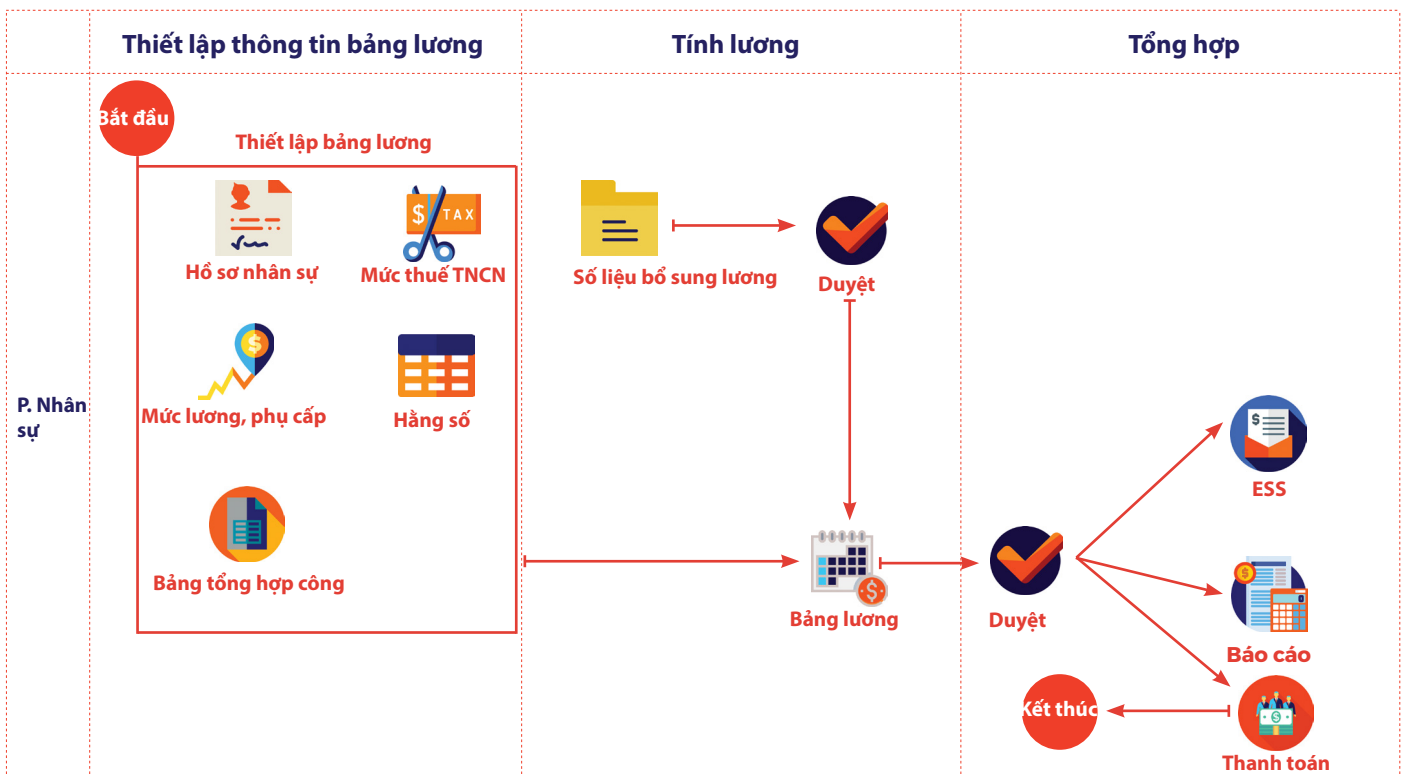 Thiết lập thông tin bảng lương
Tính lương
Tổng hợp
P. Nhân
sự
Bắt đầu
Thiết lập bảng lương
Hồ sơ nhân sự
$ TAX
Mức thuế TNCN
$
Mức lương, phụ cấp
Hằng số
Bảng tổng hợp công
Số liệu bổ sung lương
Duyệt
$
Bảng lương
Duyệt
$
ESS
$
Báo cáo
$
Thanh toán
Kết thúc